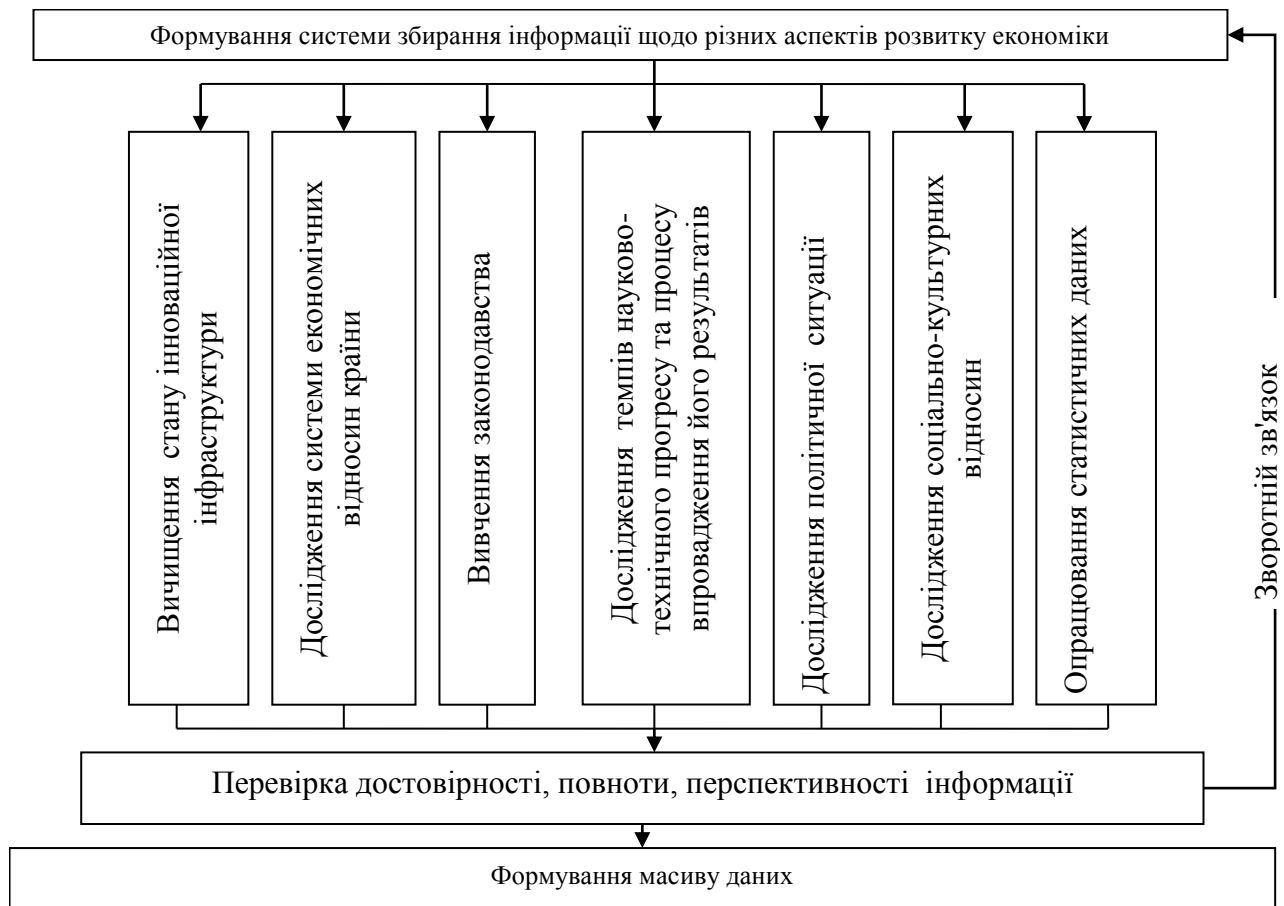 Формування системи збирання інформації щодо різних аспектів розвитку економіки
Вичищення стану інноваційної
інфраструктури
Дослідження системи економічних
відносин країни
Вивчення законодавства
Дослідження темпів науково-
технічного прогресу та процесу
впровадження його результатів
Дослідження політичної ситуації
Дослідження соціально-культурних
відносин
Опрацювання статистичних даних
Зворотній зв'язок
Перевірка достовірності, повноти, перспективності інформації
Формування масиву даних